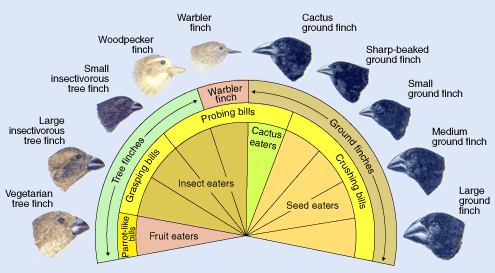 Warbler
finch
Cactus
ground finch
Woodpecker
finch
Sharp-beaked
ground finch
Small
insectivorous
tree finch
Small
ground finch
Large
insectivorous
tree finch
Medium
ground finch
Vegetarian
tree finch
Large
ground
finch
Warbler
finch
Tree finches
Ground finches
Probing bills
Grasping bills
Crushing bills
Parrot-like
bills
Cactus
eaters
Insect eaters
Seed eaters
Fruit eaters